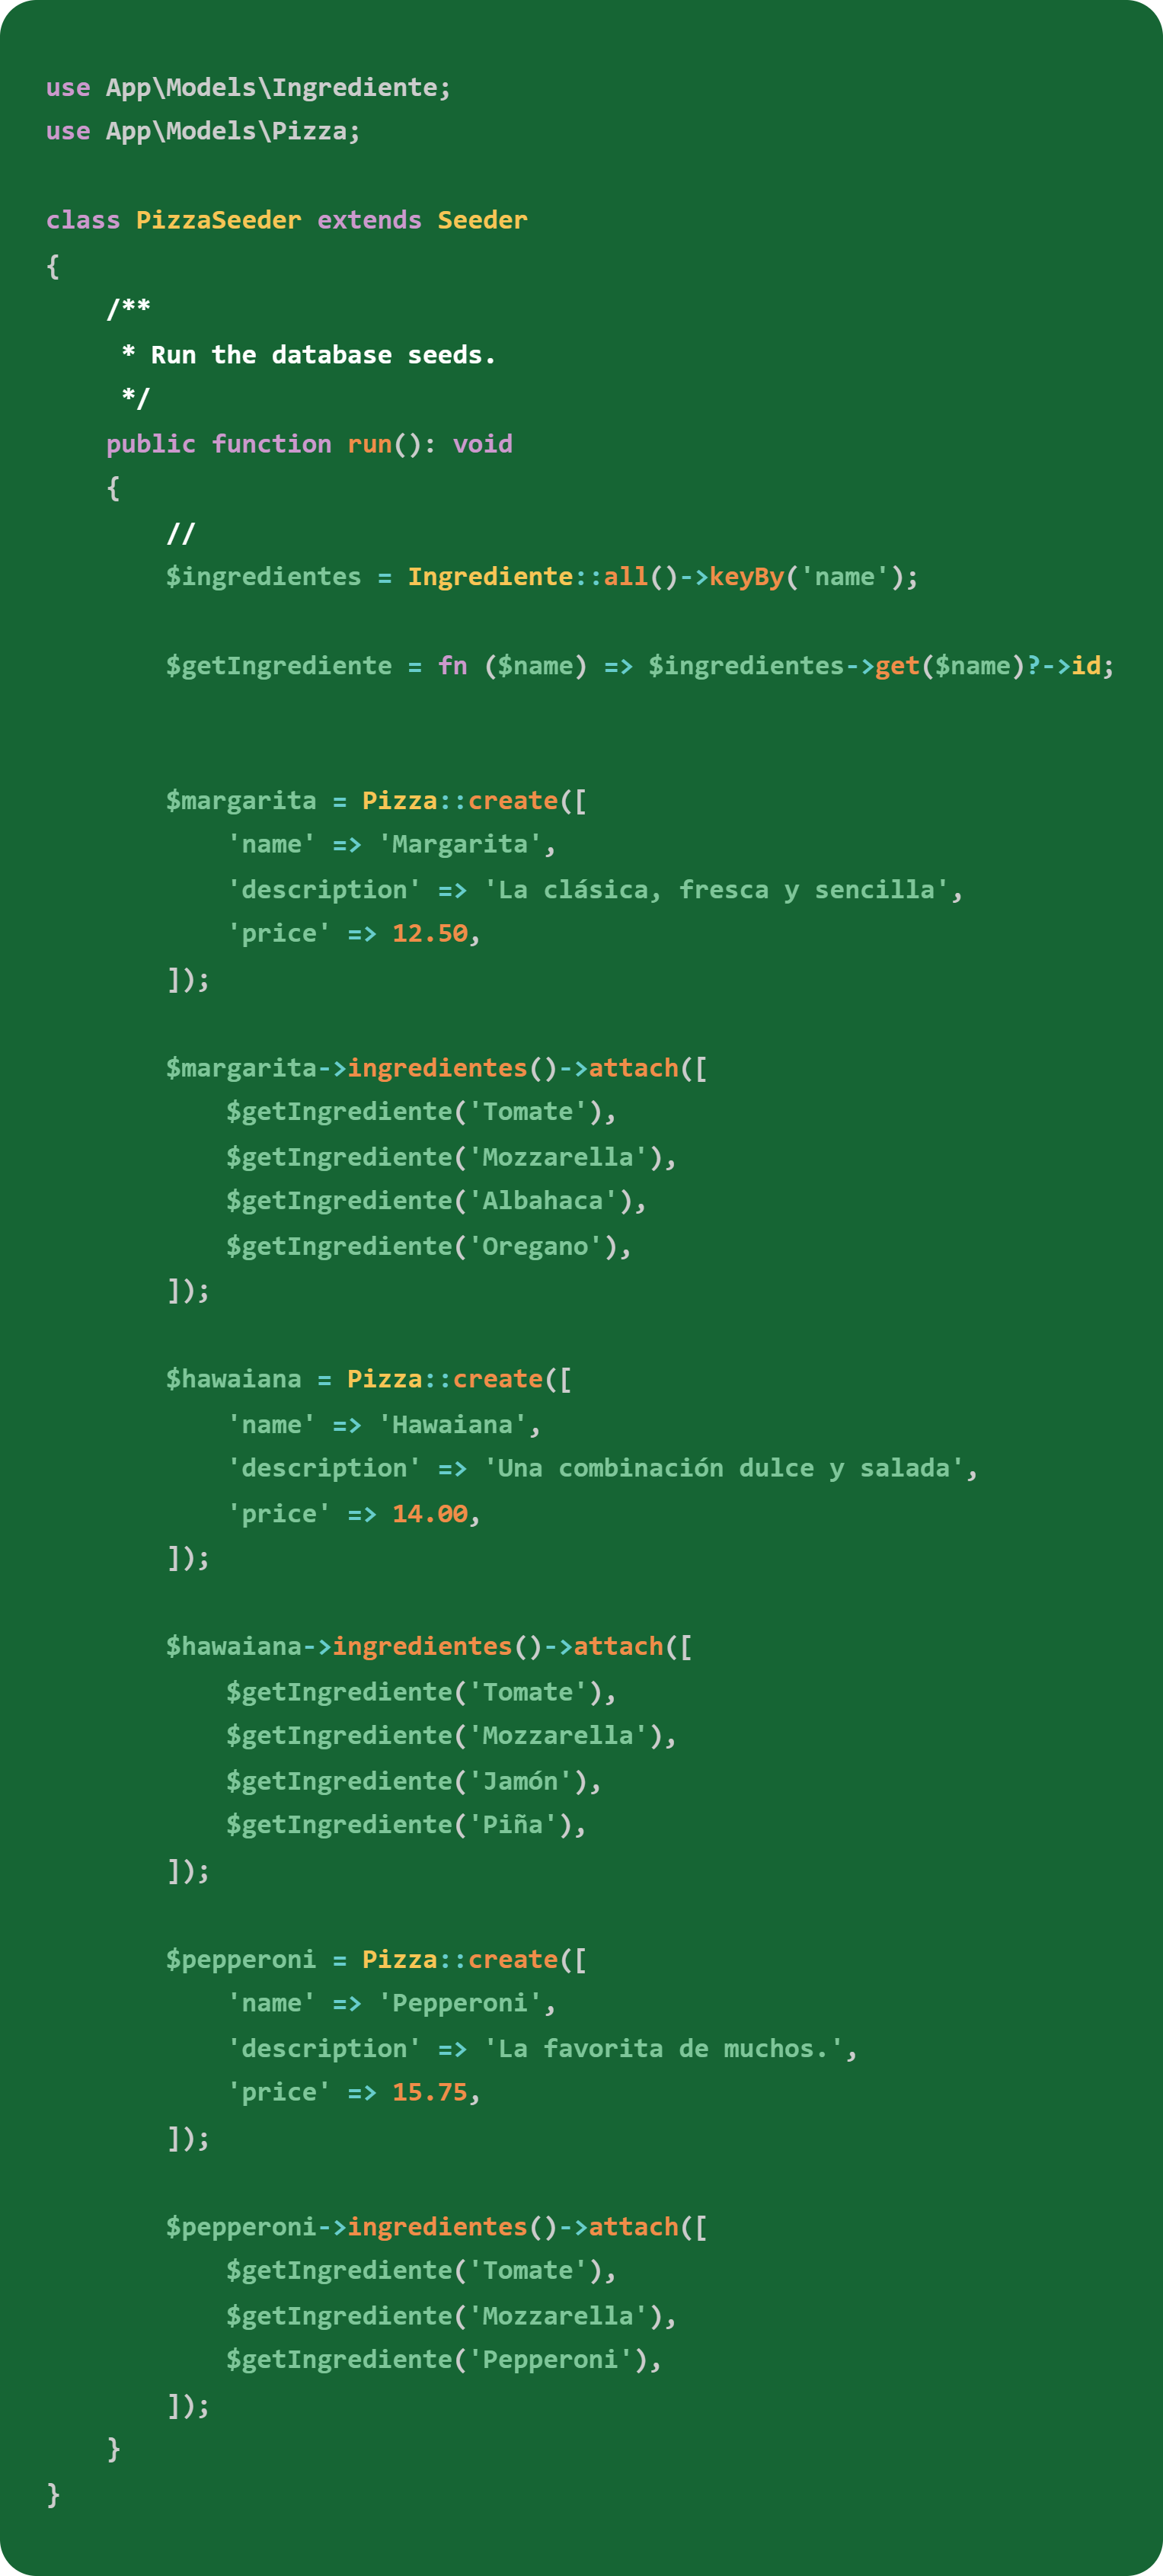 use App\Models\Ingrediente;
use App\Models\Pizza;

class PizzaSeeder extends Seeder
{
    /**
     * Run the database seeds.
     */
    public function run(): void
    {
        //
        $ingredientes = Ingrediente::all()->keyBy('name');

        $getIngrediente = fn ($name) => $ingredientes->get($name)?->id;


        $margarita = Pizza::create([
            'name' => 'Margarita',
            'description' => 'La clásica, fresca y sencilla',
            'price' => 12.50,
        ]);

        $margarita->ingredientes()->attach([
            $getIngrediente('Tomate'),
            $getIngrediente('Mozzarella'),
            $getIngrediente('Albahaca'),
            $getIngrediente('Oregano'),
        ]);

        $hawaiana = Pizza::create([
            'name' => 'Hawaiana',
            'description' => 'Una combinación dulce y salada',
            'price' => 14.00,
        ]);

        $hawaiana->ingredientes()->attach([
            $getIngrediente('Tomate'),
            $getIngrediente('Mozzarella'),
            $getIngrediente('Jamón'),
            $getIngrediente('Piña'),
        ]);

        $pepperoni = Pizza::create([
            'name' => 'Pepperoni',
            'description' => 'La favorita de muchos.',
            'price' => 15.75,
        ]);

        $pepperoni->ingredientes()->attach([
            $getIngrediente('Tomate'),
            $getIngrediente('Mozzarella'),
            $getIngrediente('Pepperoni'),
        ]);
    }
}